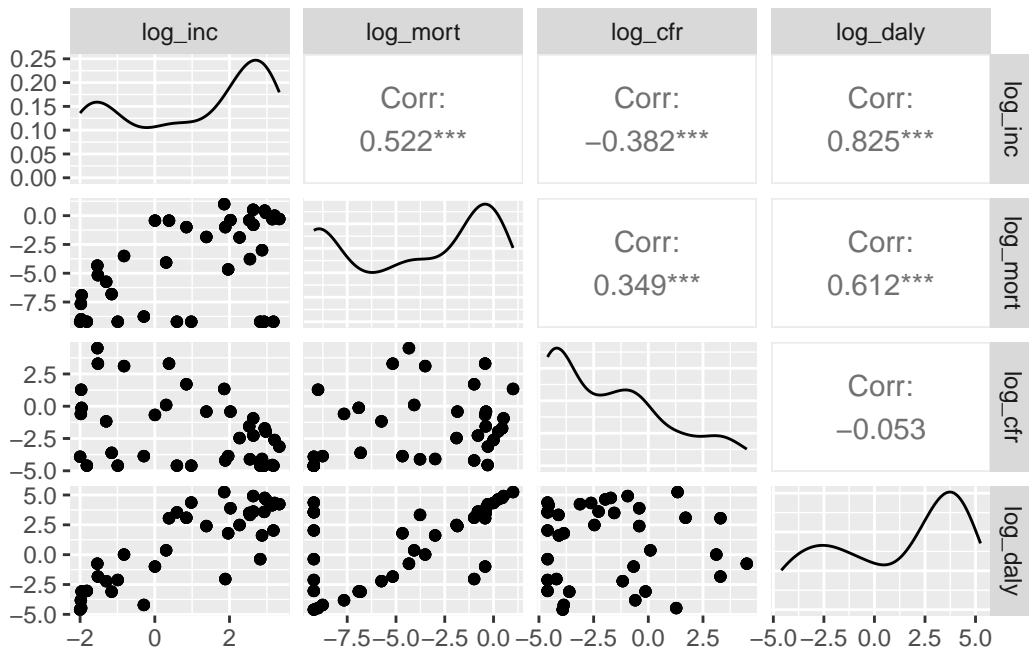 log_inc log_mort log_cfr log_daly
0.25
0.20
0.15
0.10
0.05
0.00
Corr:
0.522***
Corr:
−0.382***
Corr:
0.825***
log_inc
0.0
−2.5
−5.0
−7.5
Corr:
0.349***
Corr:
0.612***
log_mort
2.5
0.0
−2.5
−5.0
Corr:
−0.053
log_cfr
5.0
2.5
0.0
−2.5
−5.0
log_daly
−2 0 2 −7.5 −5.0 −2.5 0.0 −5.0 −2.5 0.0 2.5 −5.0 −2.5 0.0 2.5 5.0